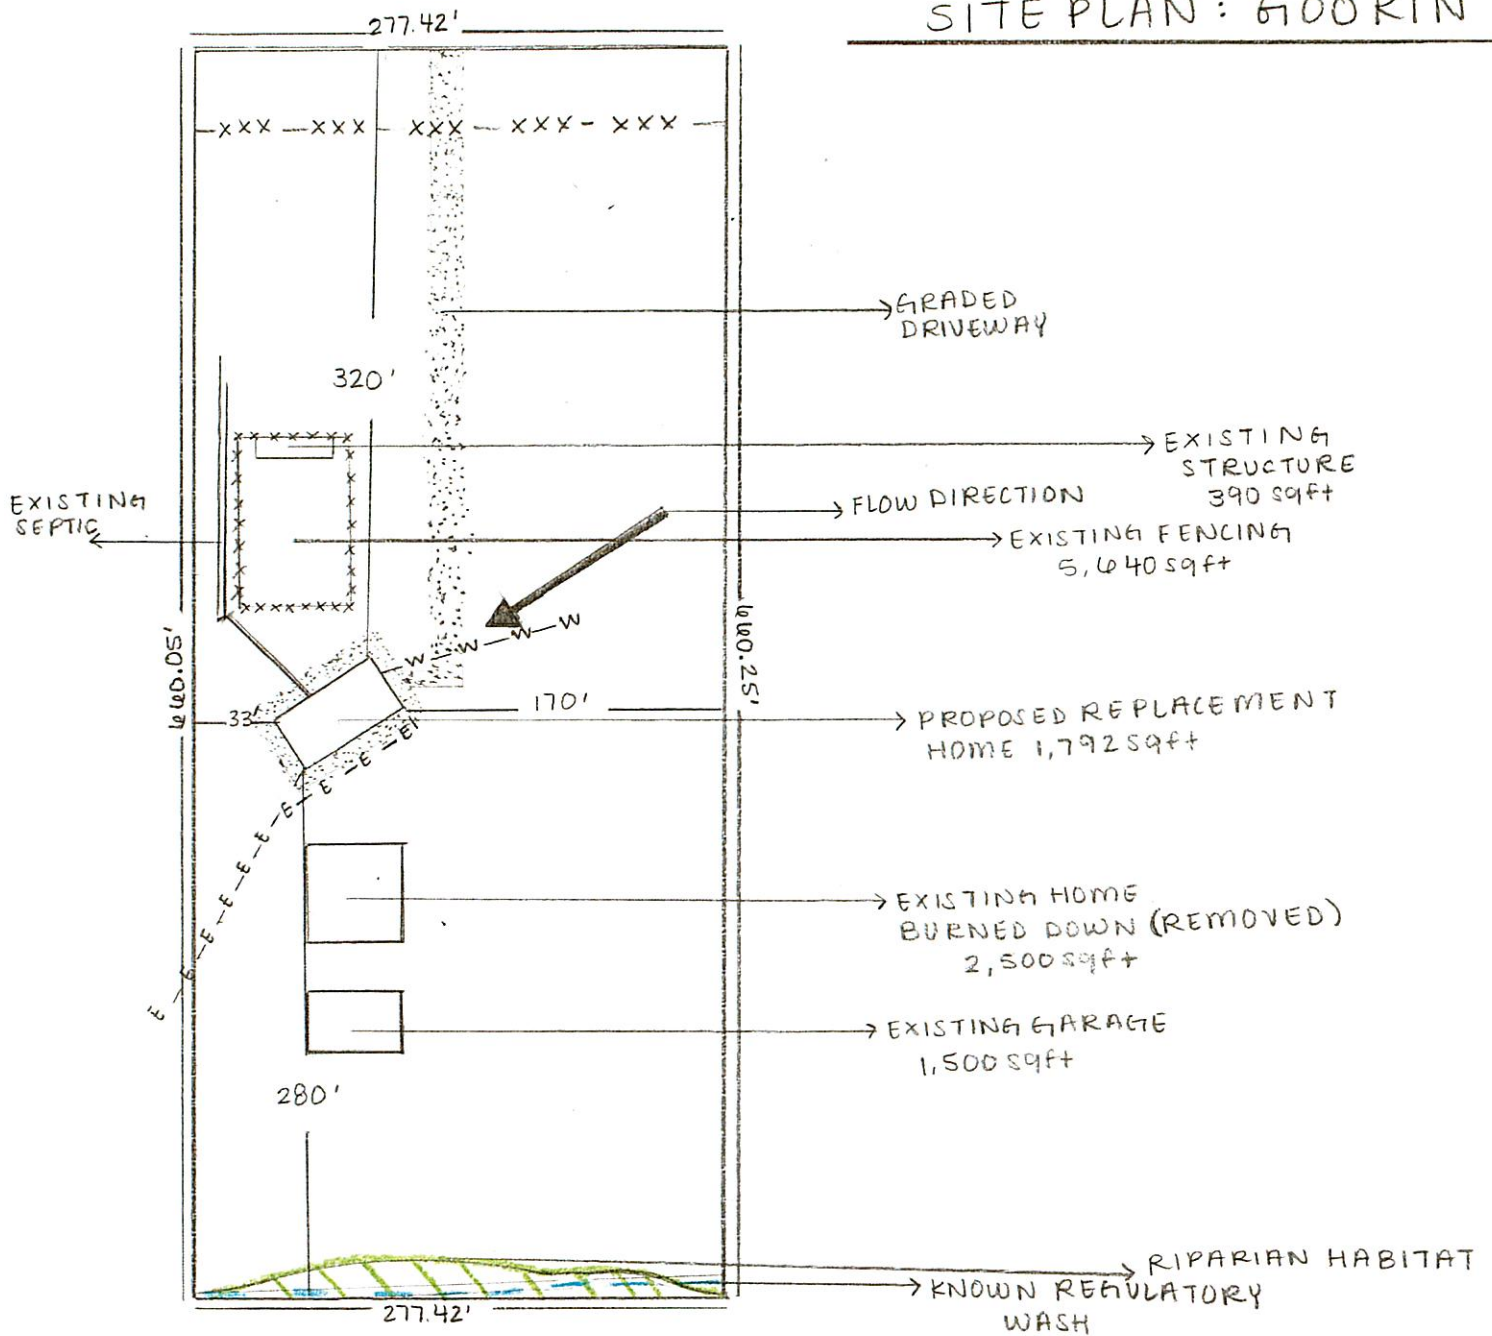 SITE PLAN: GOOKIN
277.42'
XXX XXX XXX XXX XXX
GRADED
DRIVEWAY
320'
EXISTING
STRUCTURE
390 sqft
EXISTING
SEPTIC
FLOW DIRECTION
EXISTING FENCING
5,640 sqft
W W W W
660.05'
660.25'
33'
170'
PROPOSED REPLACEMENT
HOME 1,792 sqft
E E E E E E E E E E E
EXISTING HOME
BURNED DOWN (REMOVED)
2,500 sqft
EXISTING GARAGE
1,500 sqft
280'
RIPARIAN HABITAT
KNOWN REGULATORY
WASH
277.42'